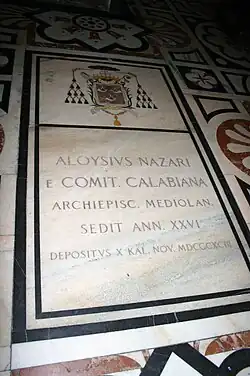 ALOYSIVS NAZARI
E COMIT. CALABIANA
ARCHIEPISC. MEDIOLAN.
SEDIT ANN. XXVI
DEPOSITVS X KAL. NOV. MDCCCXCIII